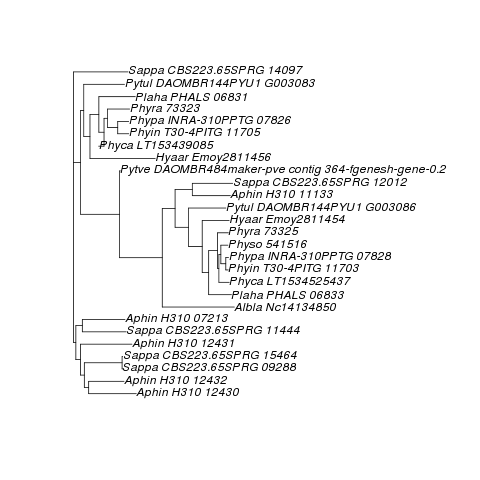 Sappa CBS223.65SPRG 14097
Pytul DAOMBR144PYU1 G003083
Plaha PHALS 06831
Phyra 73323
Phypa INRA-310PPTG 07826
Phyin T30-4PITG 11705
Phyca LT153439085
Hyaar Emoy2811456
Pytve DAOMBR484maker-pve contig 364-fgenesh-gene-0.2
Sappa CBS223.65SPRG 12012
Aphin H310 11133
Pytul DAOMBR144PYU1 G003086
Hyaar Emoy2811454
Phyra 73325
Physo 541516
Phypa INRA-310PPTG 07828
Phyin T30-4PITG 11703
Phyca LT1534525437
Plaha PHALS 06833
Albla Nc14134850
Aphin H310 07213
Sappa CBS223.65SPRG 11444
Aphin H310 12431
Sappa CBS223.65SPRG 15464
Sappa CBS223.65SPRG 09288
Aphin H310 12432
Aphin H310 12430